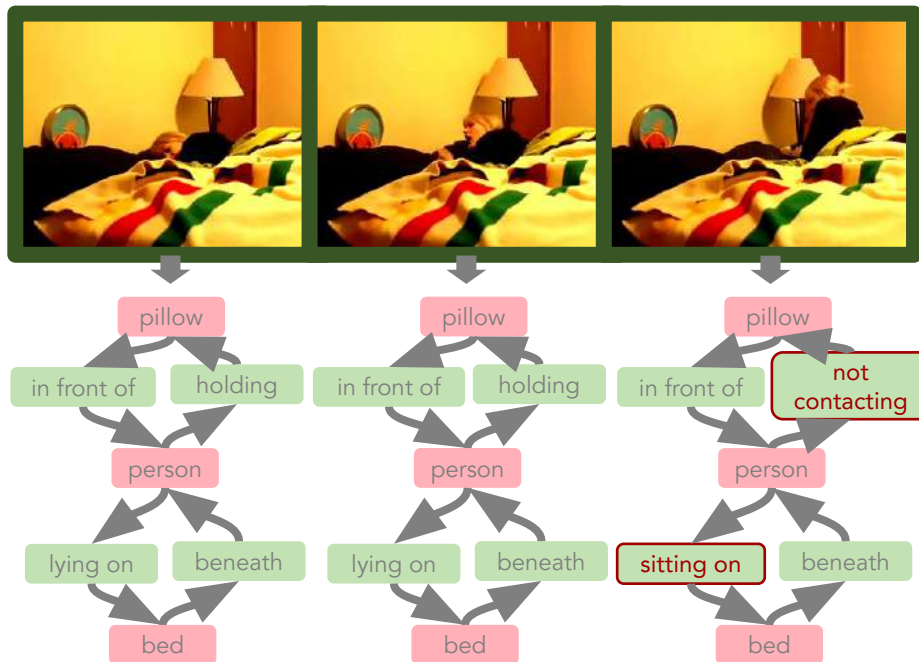 pillow
in front of
holding
person
lying on
beneath
bed
pillow
in front of
holding
person
lying on
beneath
bed
pillow
in front of
not
contacting
person
sitting on
beneath
bed